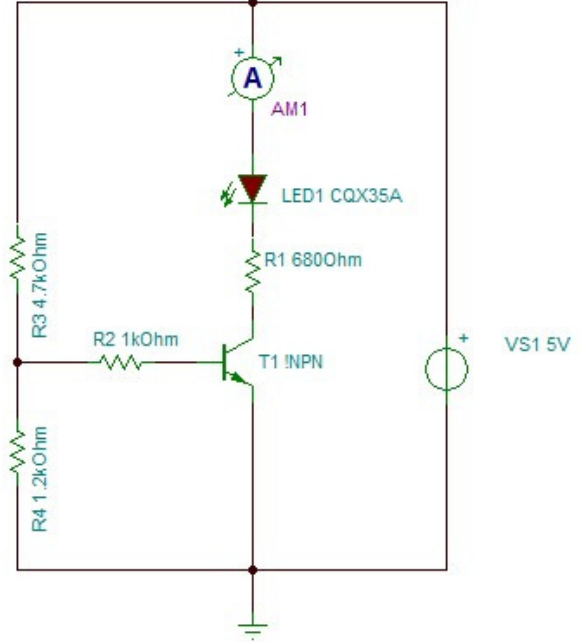 +
A
AM1
LED1 CQX35A
R1 680Ohm
R3 4.7kOhm
R2 1kOhm
T1 !NPN
+
VS1 5V
R4 1.2kOhm